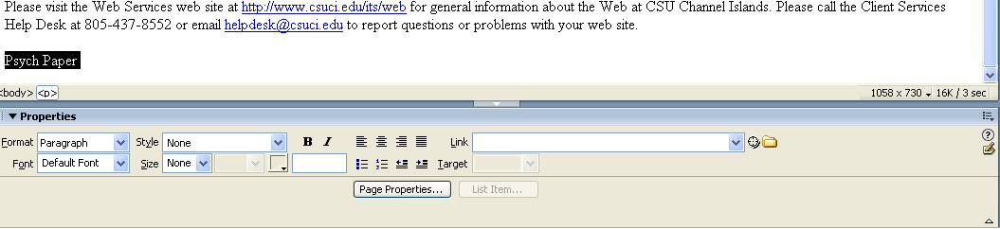 Please visit the Web Services web site at http://www.csuci.edu/its/web for general information about the Web at CSU Channel Islands. Please call the Client Services
Help Desk at 805-437-8552 or email helpdesk@csuci.edu to report questions or problems with your web site.
Psych Paper
<body> <p> 1058 x 730 16K / 3 sec
Properties
Format Paragraph Style None B I Link
Font Default Font Size None Target
Page Properties... List Item...